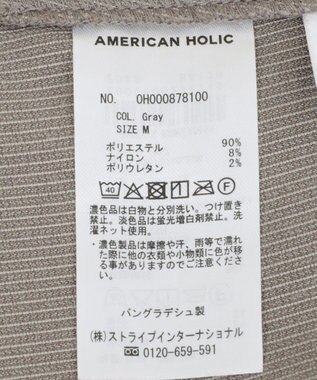 AMERICAN HOLIC
NO. 0H000878100
COL. Gray
SIZE M
ポリエステル 90%
ナイロン 8%
ポリウレタン 2%
40 F
濃色品は白物と分別洗い。つけ置き
禁止。淡色品は蛍光増白剤禁止。洗
濯ネット使用。
・濃色製品は摩擦や汗、雨等で濡れ
た際に他の衣類や小物類に色が移
る事がありますのでご注意くださ
い。
バングラデシュ製
(株)ストライプインターナショナル
0120-659-591